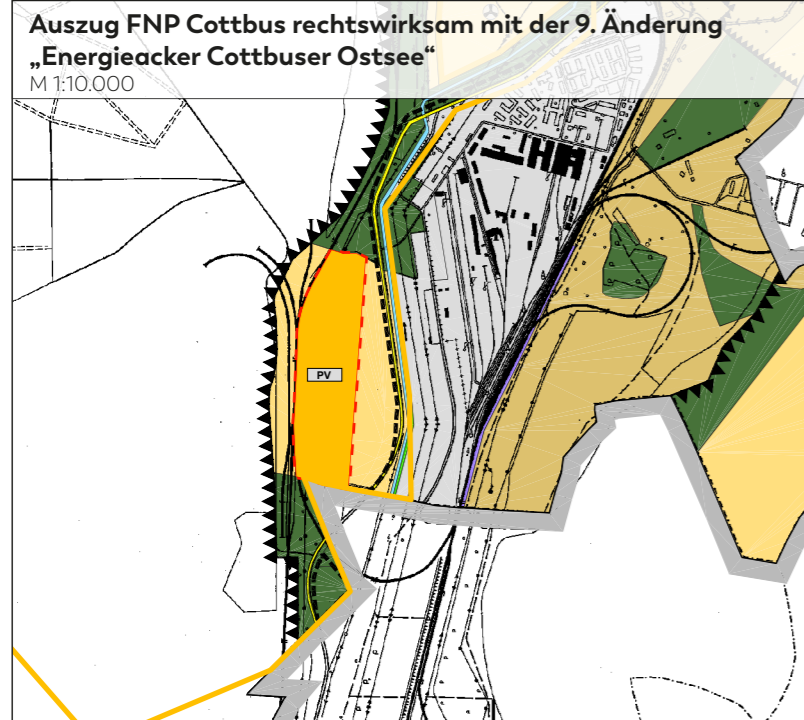 Auszug FNP Cottbus rechtswirksam mit der 9. Änderung
„Energieacker Cottbuser Ostsee“
M 1:10.000
PV